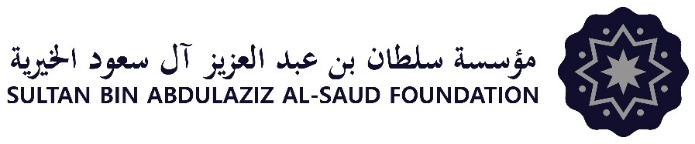 مؤسسة سلطان بن عبد العزيز آل سعود الخيرية
SULTAN BIN ABDULAZIZ AL-SAUD FOUNDATION